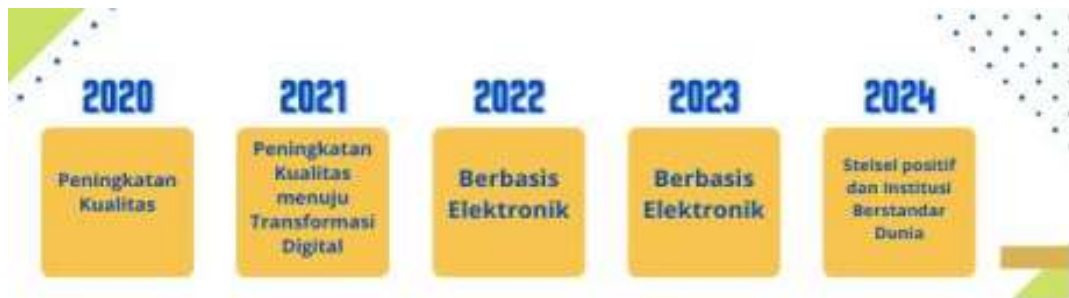 2020
Peningkatan
Kualitas
2021
Peningkatan
Kualitas
menuju
Transformasi
Digital
2022
Berbasis
Elektronik
2023
Berbasis
Elektronik
2024
Stelsel positif
dan Institusi
Berstandar
Dunia